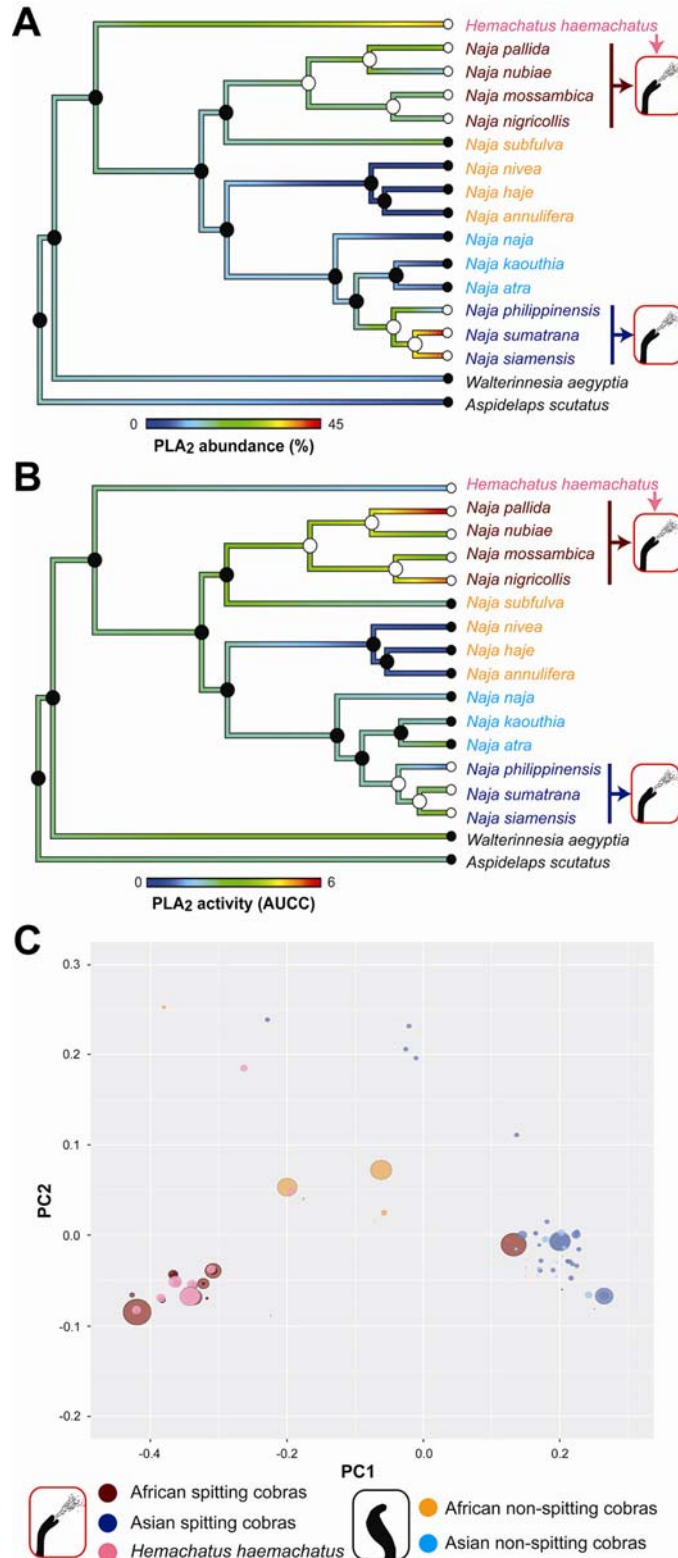 A
Hemachatus haemachatus
Naja pallida
Naja nubiae
Naja mossambica
Naja nigricollis
Naja subfulva
Naja nivea
Naja haje
Naja annulifera
Naja naja
Naja kaouthia
Naja atra
Naja philippinensis
Naja sumatrana
Naja siamensis
Walterinnesia aegyptia
Aspidelaps scutatus
0 45
PLA2 abundance (%)
B
Hemachatus haemachatus
Naja pallida
Naja nubiae
Naja mossambica
Naja nigricollis
Naja subfulva
Naja nivea
Naja haje
Naja annulifera
Naja naja
Naja kaouthia
Naja atra
Naja philippinensis
Naja sumatrana
Naja siamensis
Walterinnesia aegyptia
Aspidelaps scutatus
0 6
PLA2 activity (AUCC)
C
0.3
0.2
0.1
0.0
-0.1
-0.2
PC2
-0.4 -0.2 0.0 0.2
PC1
African spitting cobras
Asian spitting cobras
Hemachatus haemachatus
African non-spitting cobras
Asian non-spitting cobras